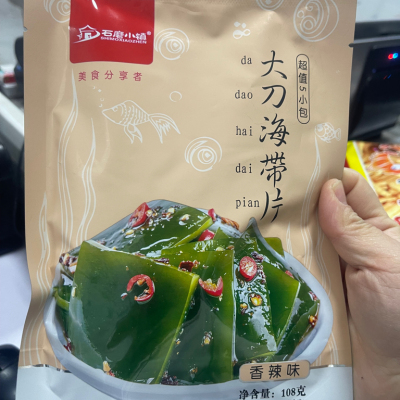 石磨小镇®
SHIMOXIAOZHEN
美食分享者
da
dao
hai
dai
pian
大刀海带片
超值5小包
香辣味
净含量：108克